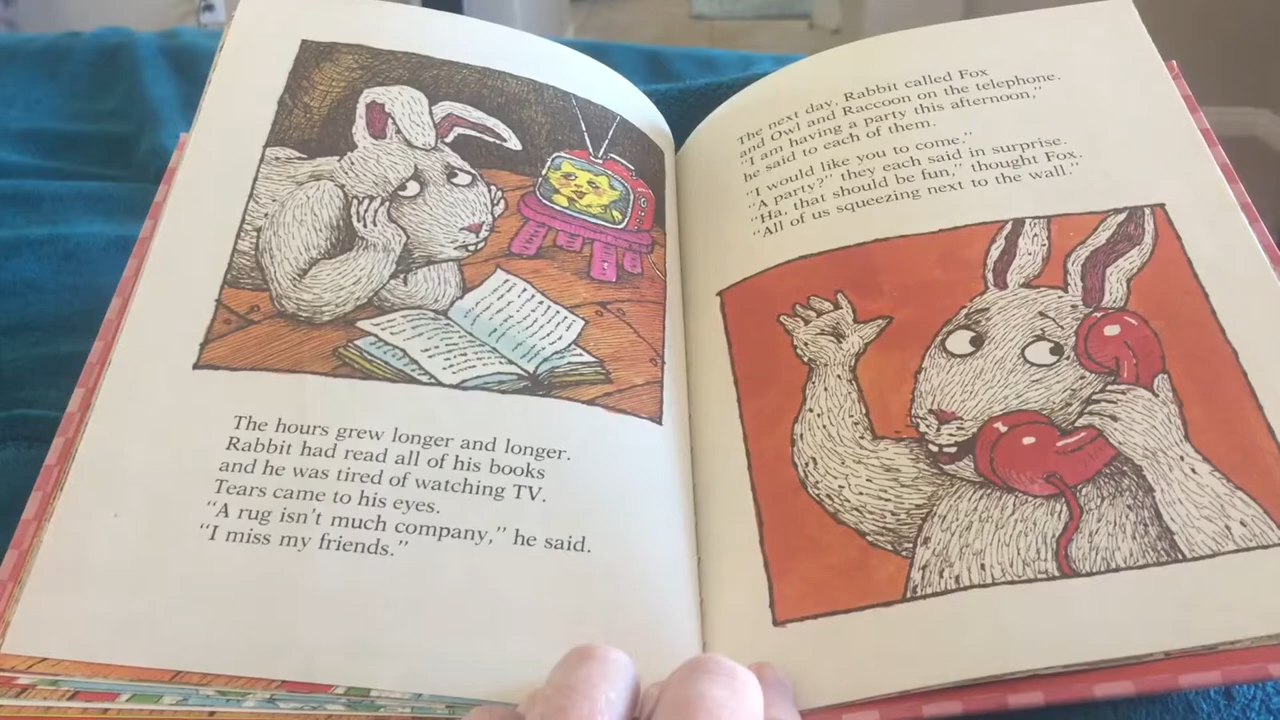 The hours grew longer and longer.
Rabbit had read all of his books
and he was tired of watching TV.
Tears came to his eyes.
“A rug isn't much company,” he said.
“I miss my friends.”
The next day, Rabbit called Fox
and Owl and Raccoon on the telephone.
“I am having a party this afternoon,”
he said to each of them.
“I would like you to come.”
“A party?” they each said in surprise.
“Ha, that should be fun,” thought Fox.
“All of us squeezing next to the wall.”